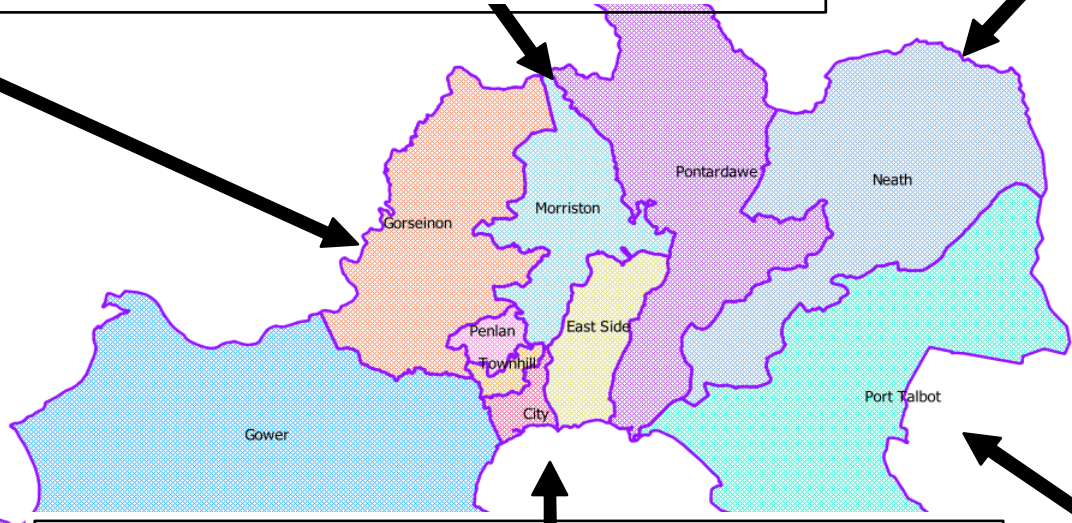 Pontardawe
Neath
Morriston
Gorseinon
East Side
Penlan
Townhill
Port Talbot
City
Gower